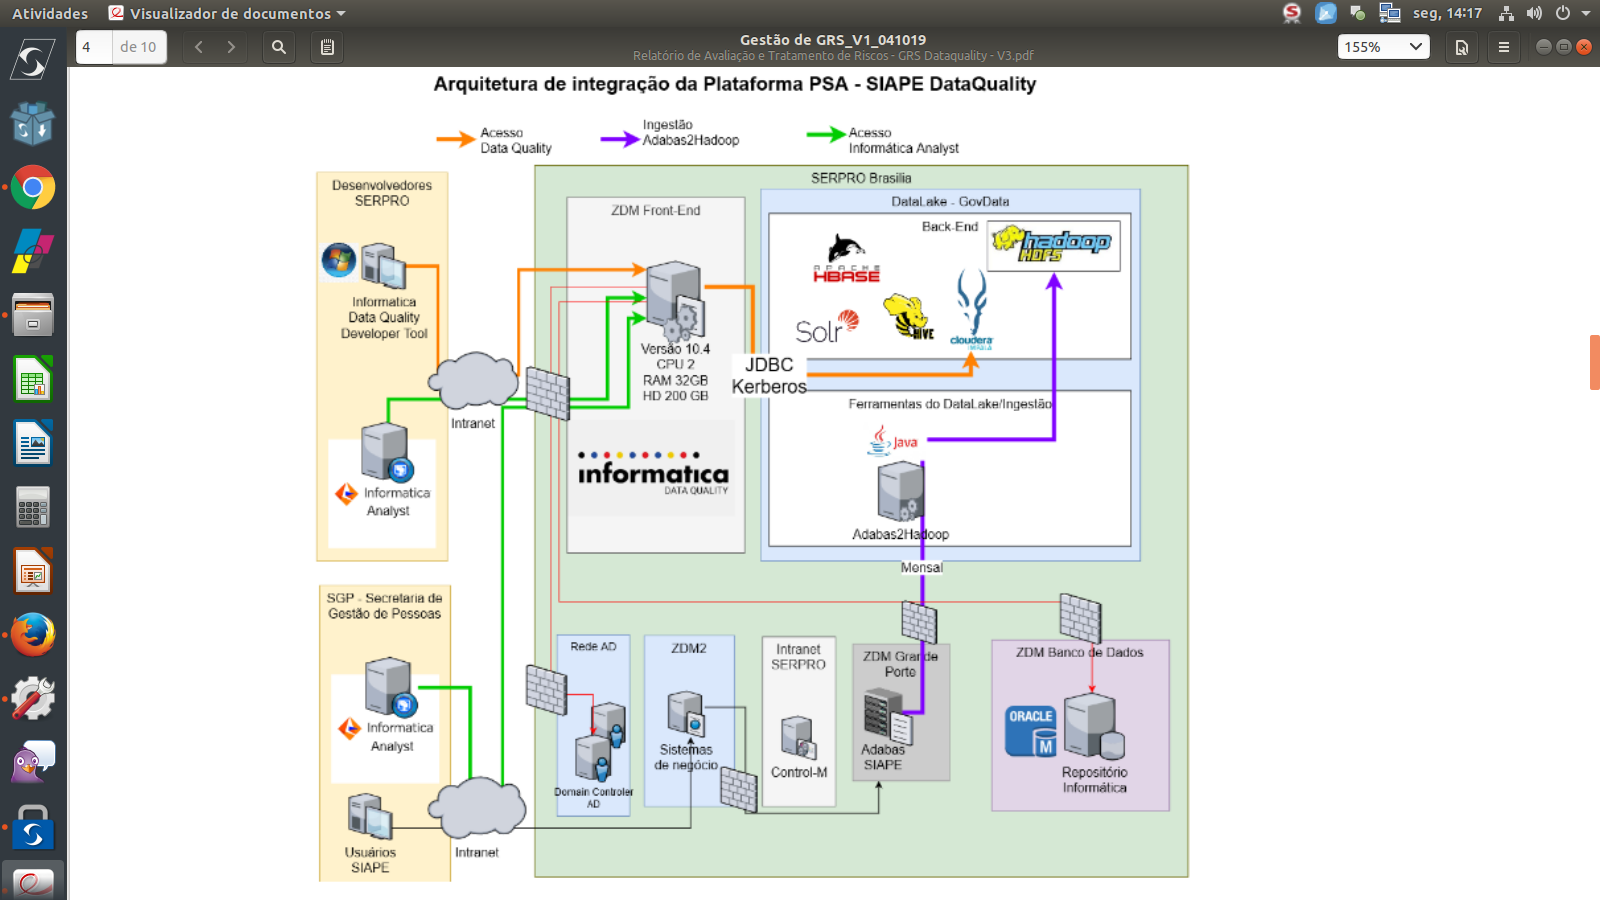 Atividades
Visualizador de documentos
seg, 14:17
4
de 10
Gestão de GRS_V1_041019
Relatório de Avaliação e Tratamento de Riscos - GRS Dataquality - V3.pdf
155%
Arquitetura de integração da Plataforma PSA - SIAPE DataQuality
Acesso
Data Quality
Ingestão
Adabas2Hadoop
Acesso
Informática Analyst
Desenvolvedores
SERPRO
Informatica
Data Quality
Developer Tool
Informatica
Analyst
Intranet
SERPRO Brasilia
ZDM Front-End
Versão 10.4
CPU 2
RAM 32GB
HD 200 GB
informatica
DATA QUALITY
JDBC
Kerberos
DataLake - GovData
Back-End
hadoop
HDFS
APACHE
HBASE
Solr
HIVE
cloudera
IMPALA
Ferramentas do DataLake/Ingestão
Java
Adabas2Hadoop
Mensal
SGP - Secretaria de
Gestão de Pessoas
Informatica
Analyst
Usuários
SIAPE
Intranet
Rede AD
Domain Controler
AD
ZDM2
Sistemas
de negócio
Intranet
SERPRO
Control-M
ZDM Grande
Porte
Adabas
SIAPE
ZDM Banco de Dados
ORACLE
M
Repositório
Informática